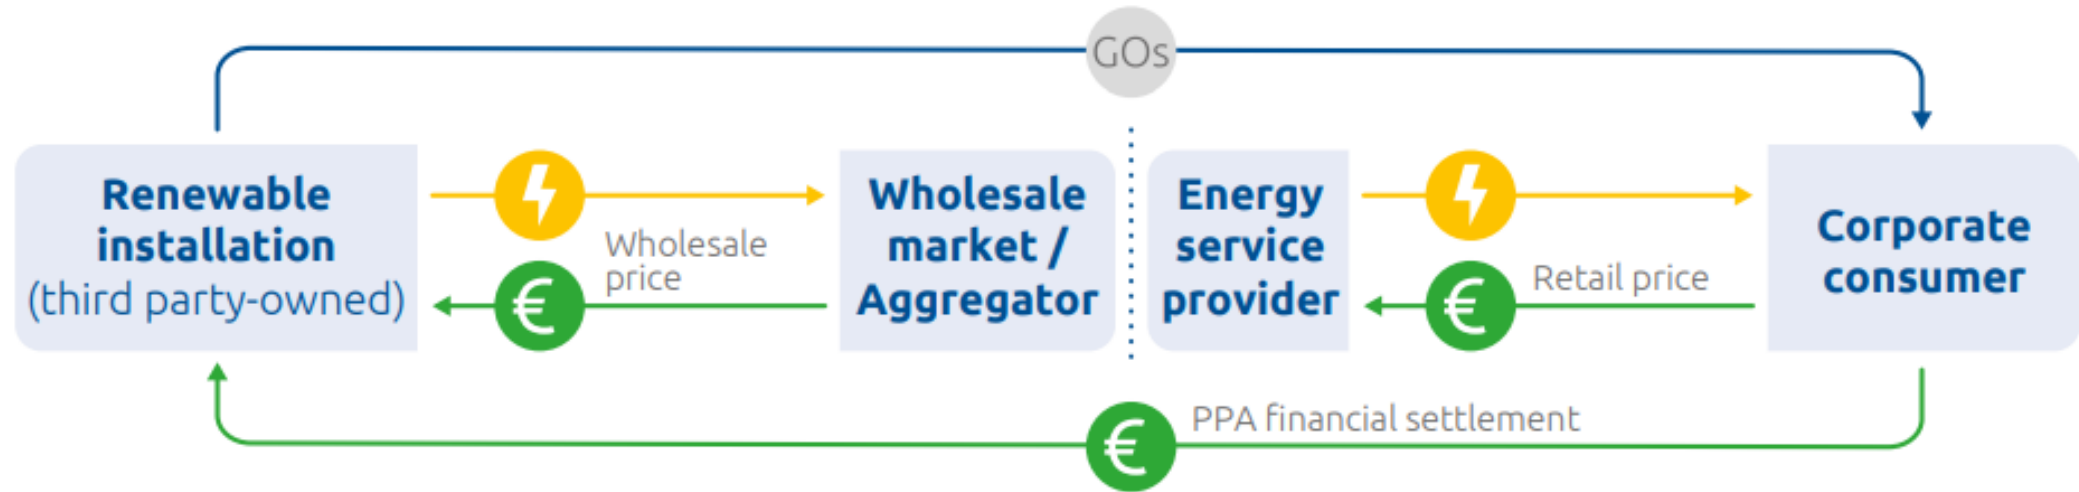 GOs
Renewable
installation
(third party-owned)
Wholesale
price
€
Wholesale
market /
Aggregator
Energy
service
provider
€
Retail price
Corporate
consumer
€
PPA financial settlement